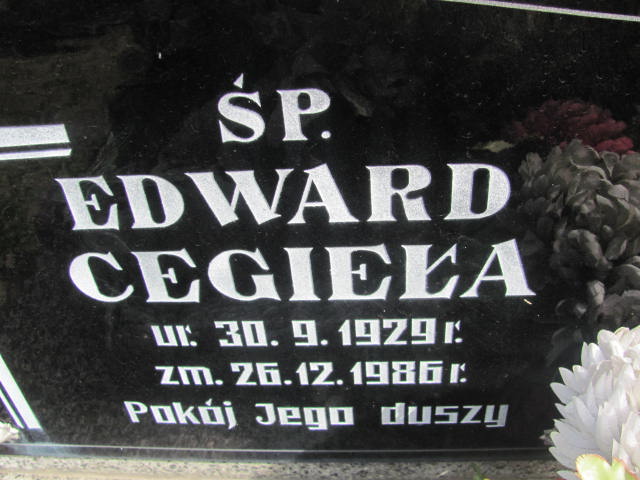 ŚP.
EDWARD
CEGIEŁA
ur. 30. 9. 1929 r.
zm. 26.12.1986 r.
Pokój Jego duszy